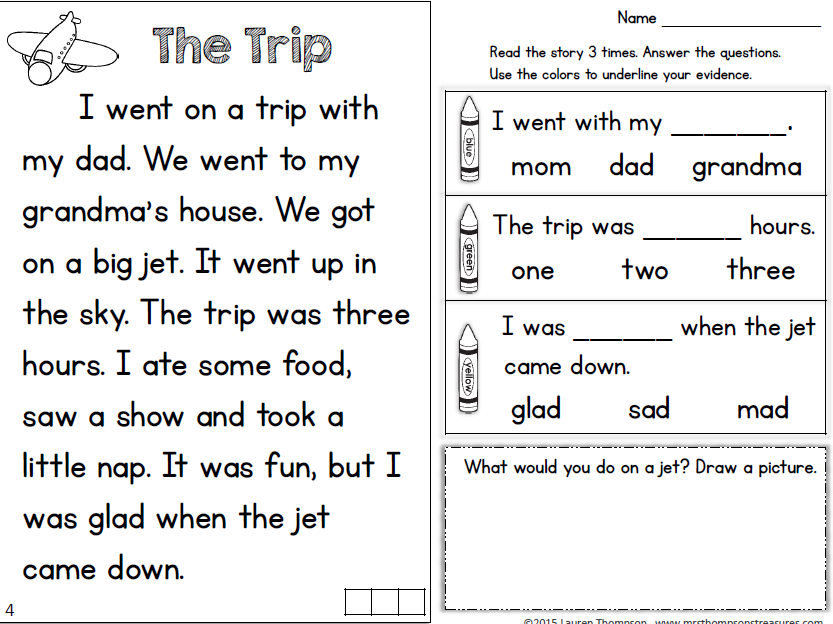 The Trip
I went on a trip with
my dad. We went to my
grandma's house. We got
on a big jet. It went up in
the sky. The trip was three
hours. I ate some food,
saw a show and took a
little nap. It was fun, but I
was glad when the jet
came down.
4
Name ____________________
Read the story 3 times. Answer the questions.
Use the colors to underline your evidence.
blue
I went with my _______.
mom dad grandma
green
The trip was ______ hours.
one two three
yellow
I was ______ when the jet
came down.
glad sad mad
What would you do on a jet? Draw a picture.
©2015 Lauren Thompson www.mrsthompsonstreasures.com